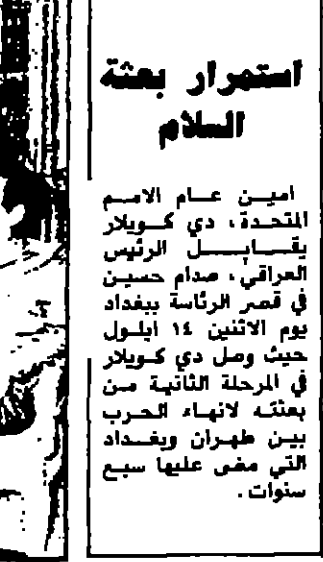 استمرار بعثة
السلام
امين عام الامم
المتحدة، دي كويلار
يقابل الرئيس
العراقي، صدام حسين
في قصر الرئاسة ببغداد
يوم الاثنين ١٤ ايلول
حيث وصل دي كويلار
في المرحلة الثانية من
بعثته لانهاء الحرب
بين طهران وبغداد
التي مضى عليها سبع
سنوات.